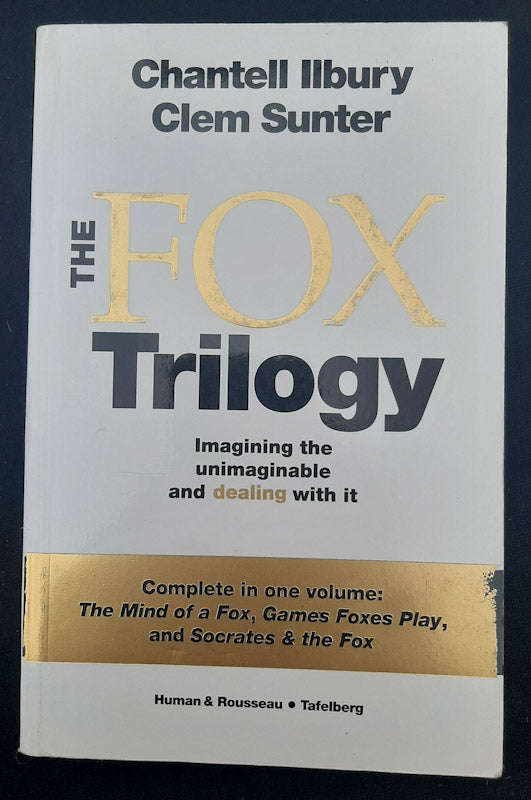 Chantell Ilbury
Clem Sunter
THE FOX
Trilogy
Imagining the
unimaginable
and dealing with it
Complete in one volume:
The Mind of a Fox, Games Foxes Play,
and Socrates & the Fox
Human & Rousseau • Tafelberg